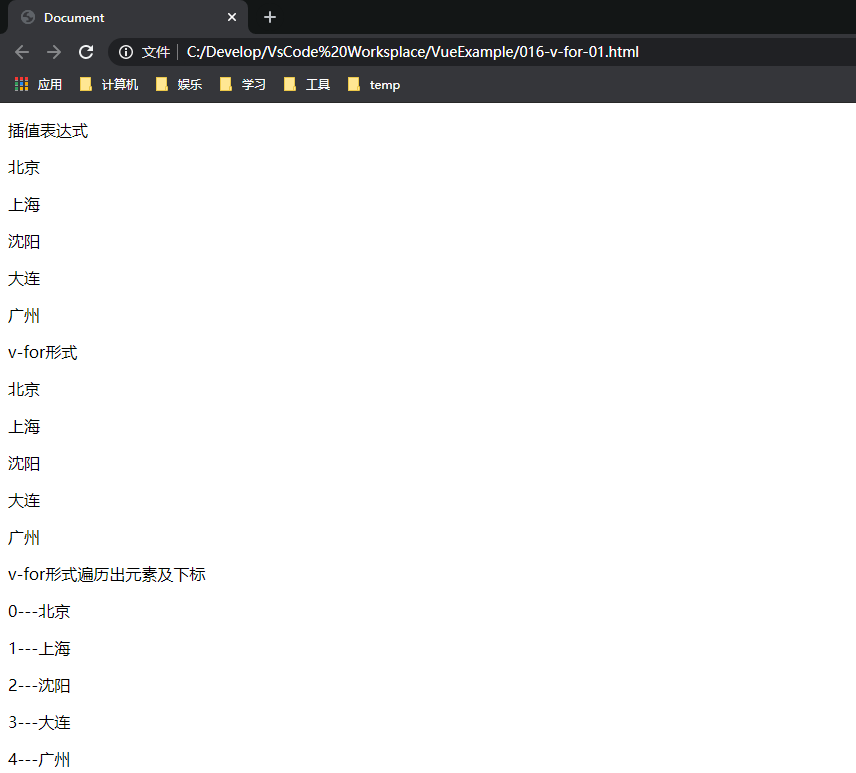 Document
文件 C:/Develop/VsCode%20Worksplace/VueExample/016-v-for-01.html
应用 计算机 娱乐 学习 工具 temp
插值表达式
北京
上海
沈阳
大连
广州
v-for形式
北京
上海
沈阳
大连
广州
v-for形式遍历出元素及下标
0---北京
1---上海
2---沈阳
3---大连
4---广州